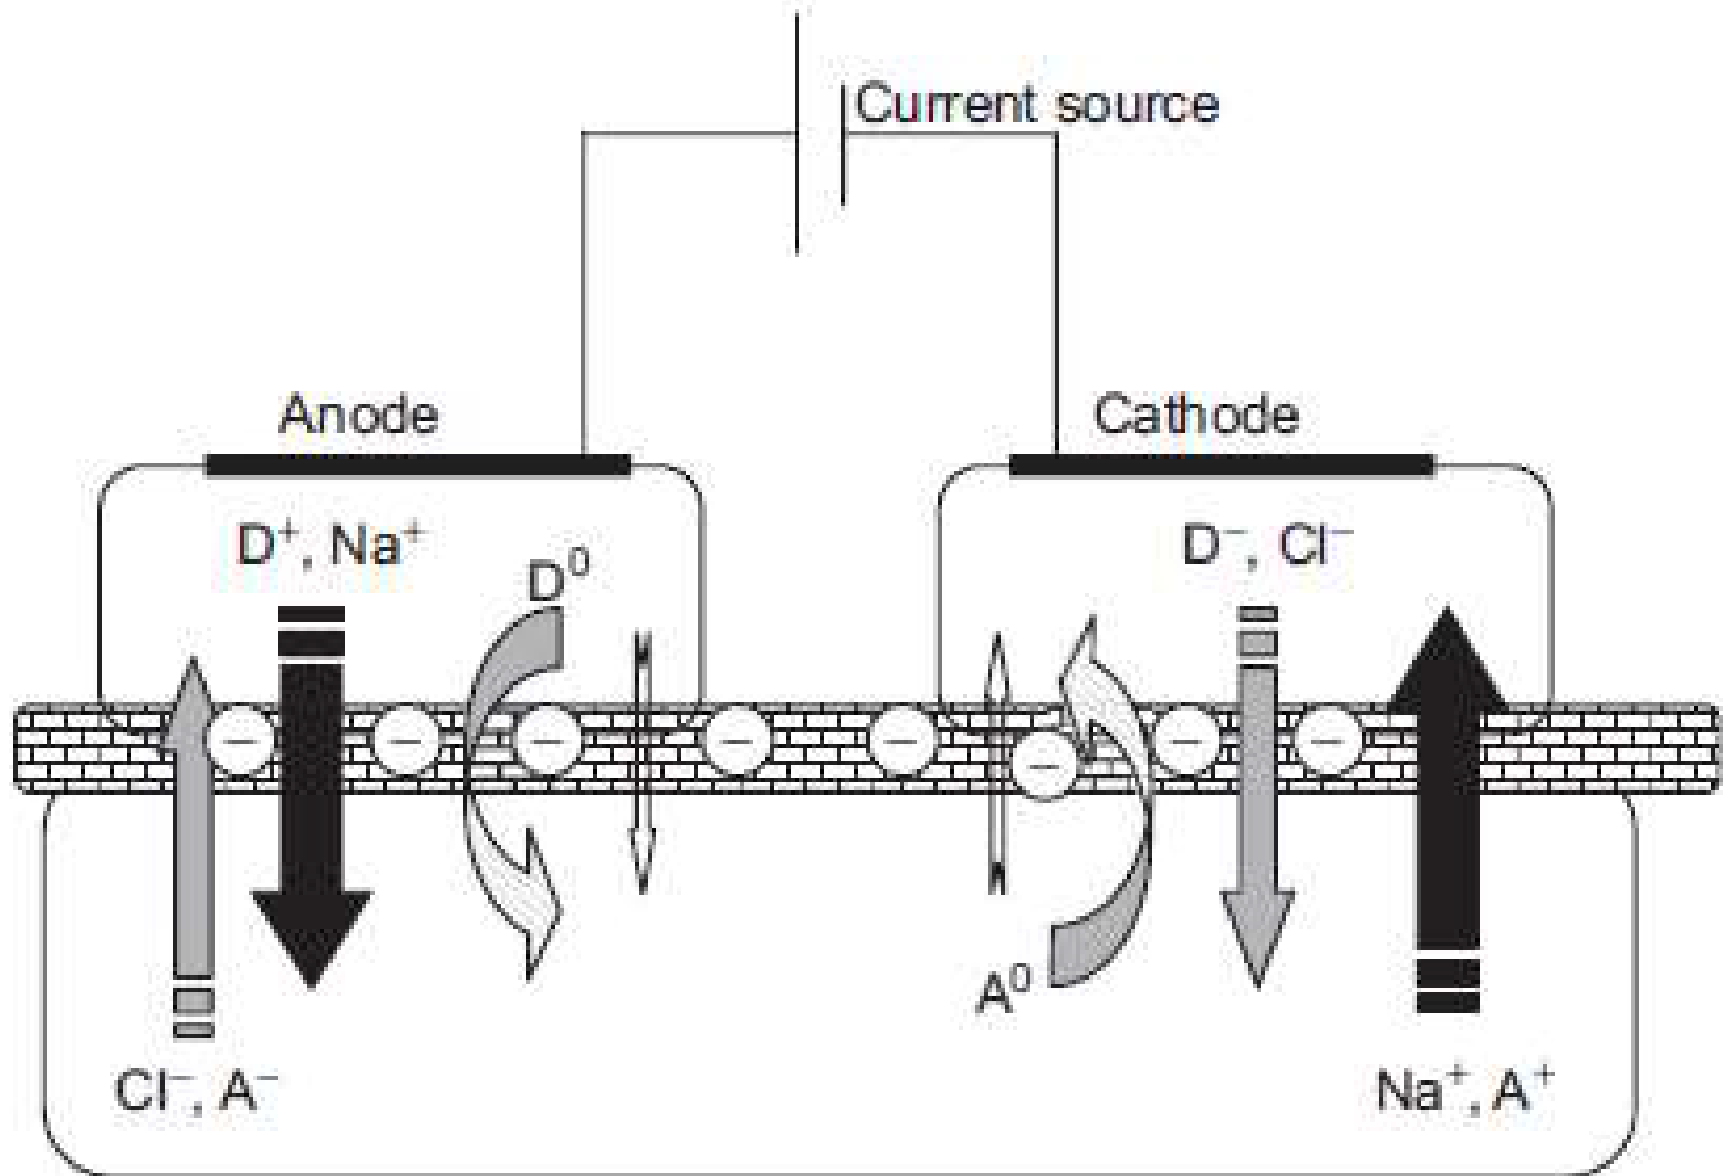 Current source
Anode
Cathode
D⁺, Na⁺
D⁰
D⁻, Cl⁻
− − − − − − − −
A⁰
Cl⁻, A⁻
Na⁺, A⁺